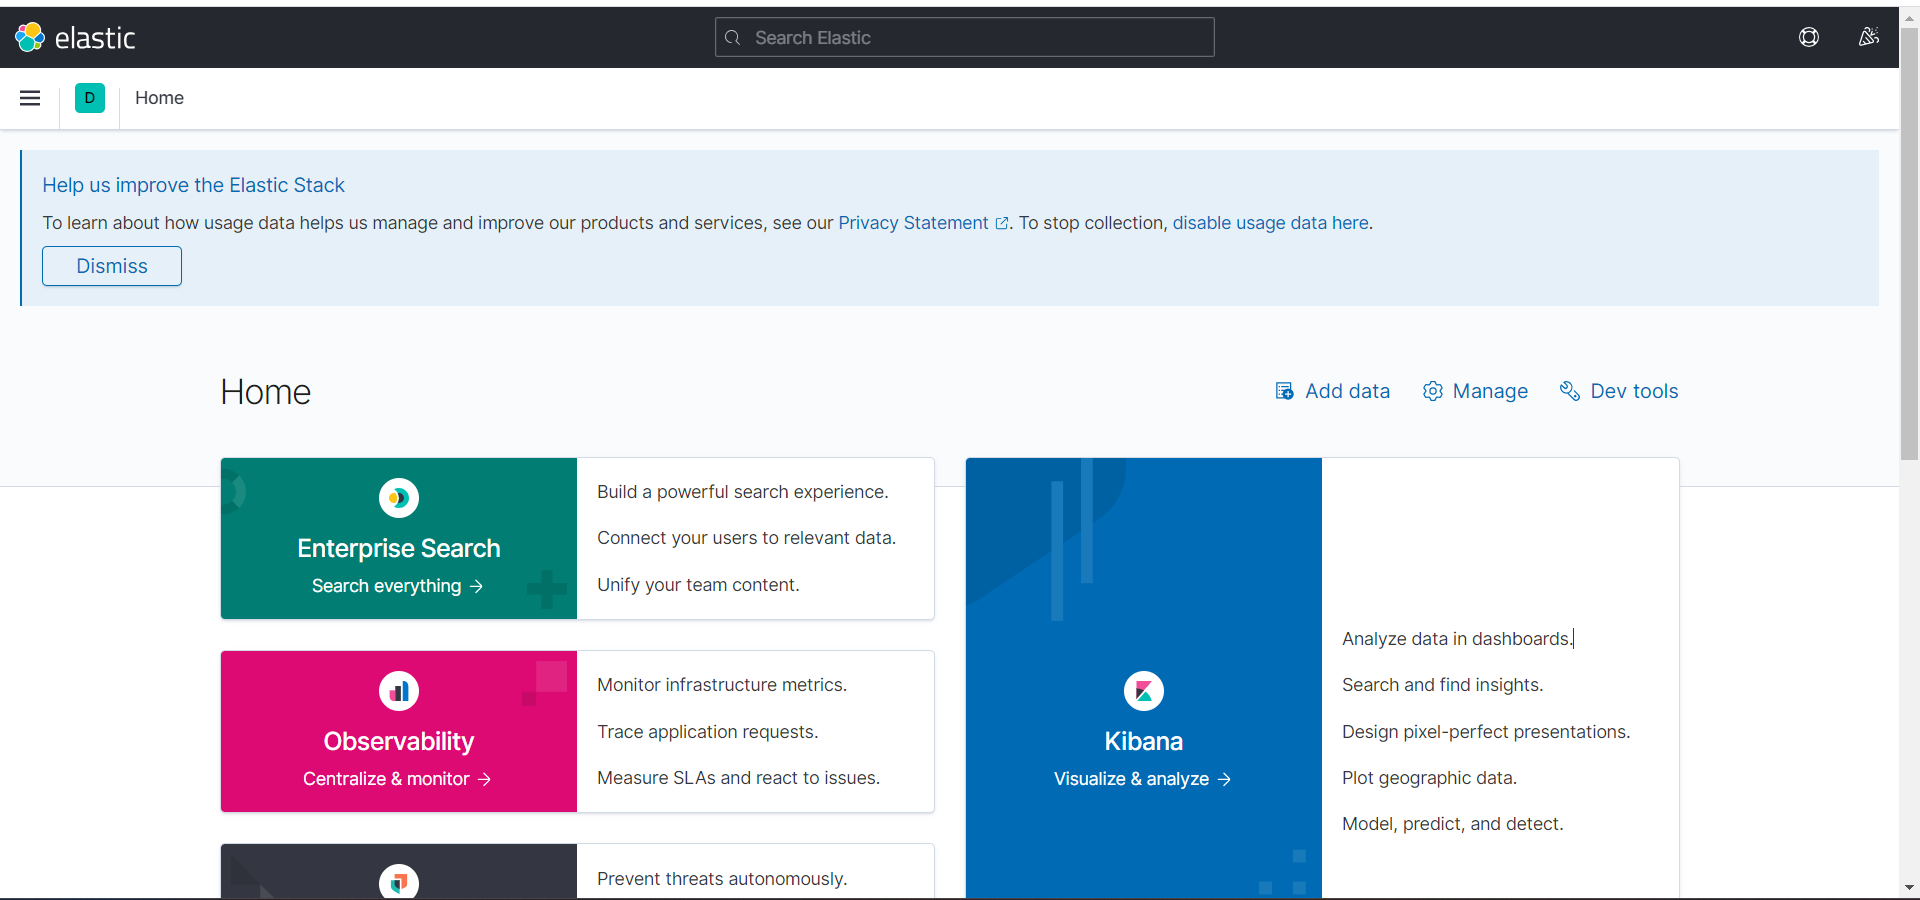 elastic
Search Elastic
D
Home
Help us improve the Elastic Stack
To learn about how usage data helps us manage and improve our products and services, see our Privacy Statement. To stop collection, disable usage data here.
Dismiss
Home
Add data
Manage
Dev tools
Enterprise Search
Search everything →
Build a powerful search experience.
Connect your users to relevant data.
Unify your team content.
Observability
Centralize & monitor →
Monitor infrastructure metrics.
Trace application requests.
Measure SLAs and react to issues.
Prevent threats autonomously.
Kibana
Visualize & analyze →
Analyze data in dashboards.
Search and find insights.
Design pixel-perfect presentations.
Plot geographic data.
Model, predict, and detect.